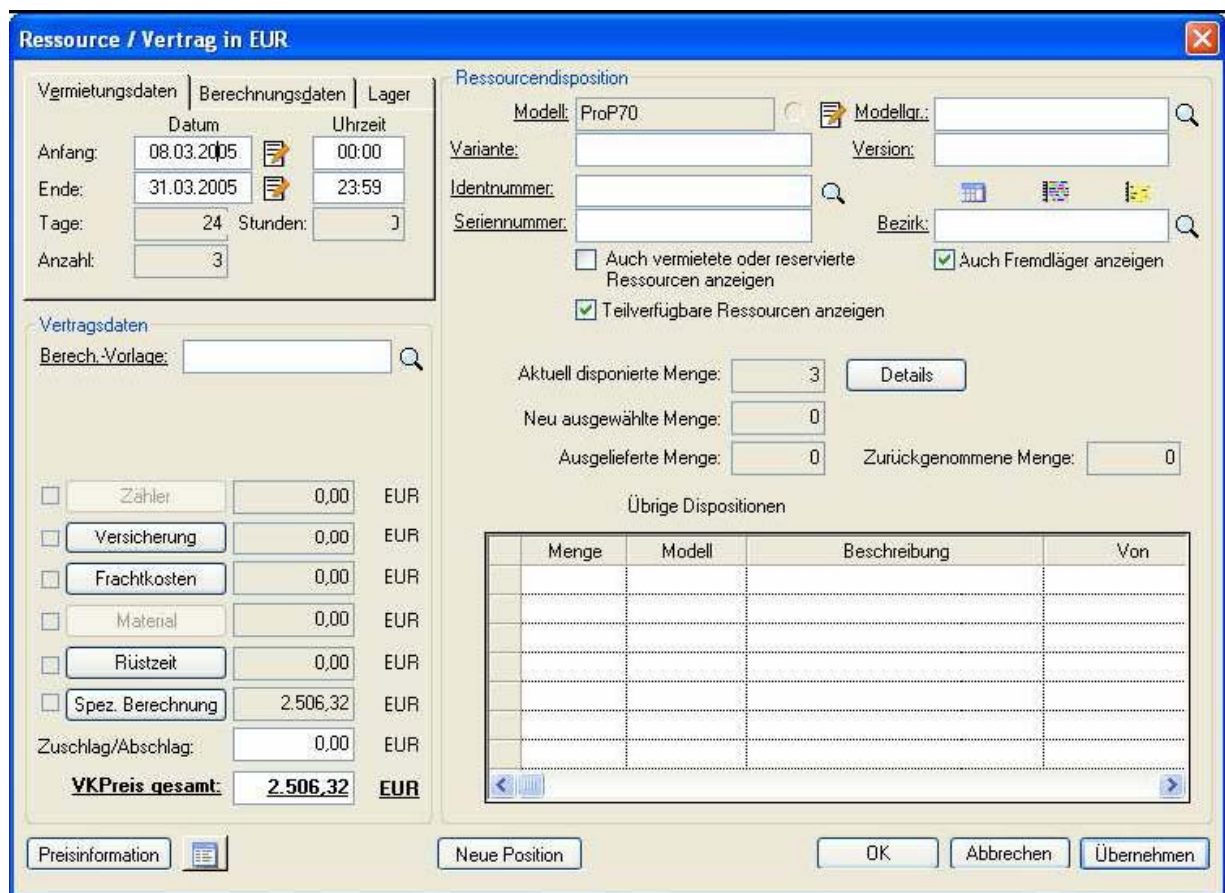 Ressource / Vertrag in EUR
Vermietungsdaten Berechnungsdaten Lager
Datum Uhrzeit
Anfang: 08.03.2005 00:00
Ende: 31.03.2005 23:59
Tage: 24 Stunden: 0
Anzahl: 3
Vertragsdaten
Berech.-Vorlage:
Zähler 0,00 EUR
Versicherung 0,00 EUR
Frachtkosten 0,00 EUR
Material 0,00 EUR
Rüstzeit 0,00 EUR
Spez. Berechnung 2.506,32 EUR
Zuschlag/Abschlag: 0,00 EUR
VKPreis gesamt: 2.506,32 EUR
Ressourcendisposition
Modell: ProP70 Modellgr.:
Variante: Version:
Identnummer:
Seriennummer: Bezirk:
Auch vermietete oder reservierte
Ressourcen anzeigen
Auch Fremdläger anzeigen
Teilverfügbare Ressourcen anzeigen
Aktuell disponierte Menge: 3 Details
Neu ausgewählte Menge: 0
Ausgelieferte Menge: 0 Zurückgenommene Menge: 0
Übrige Dispositionen
Menge Modell Beschreibung Von
Preisinformation Neue Position OK Abbrechen Übernehmen